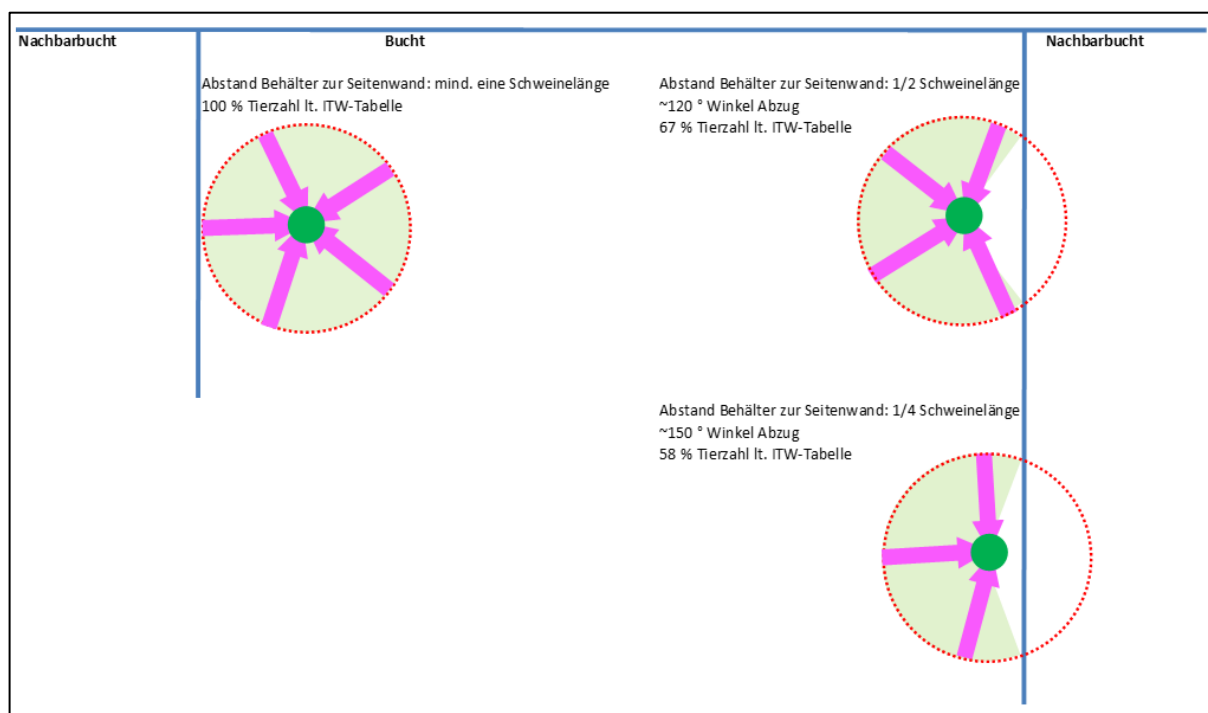 Nachbarbucht
Bucht
Nachbarbucht
Abstand Behälter zur Seitenwand: mind. eine Schweinelänge
100 % Tierzahl lt. ITW-Tabelle
Abstand Behälter zur Seitenwand: 1/2 Schweinelänge
~120 ° Winkel Abzug
67 % Tierzahl lt. ITW-Tabelle
Abstand Behälter zur Seitenwand: 1/4 Schweinelänge
~150 ° Winkel Abzug
58 % Tierzahl lt. ITW-Tabelle